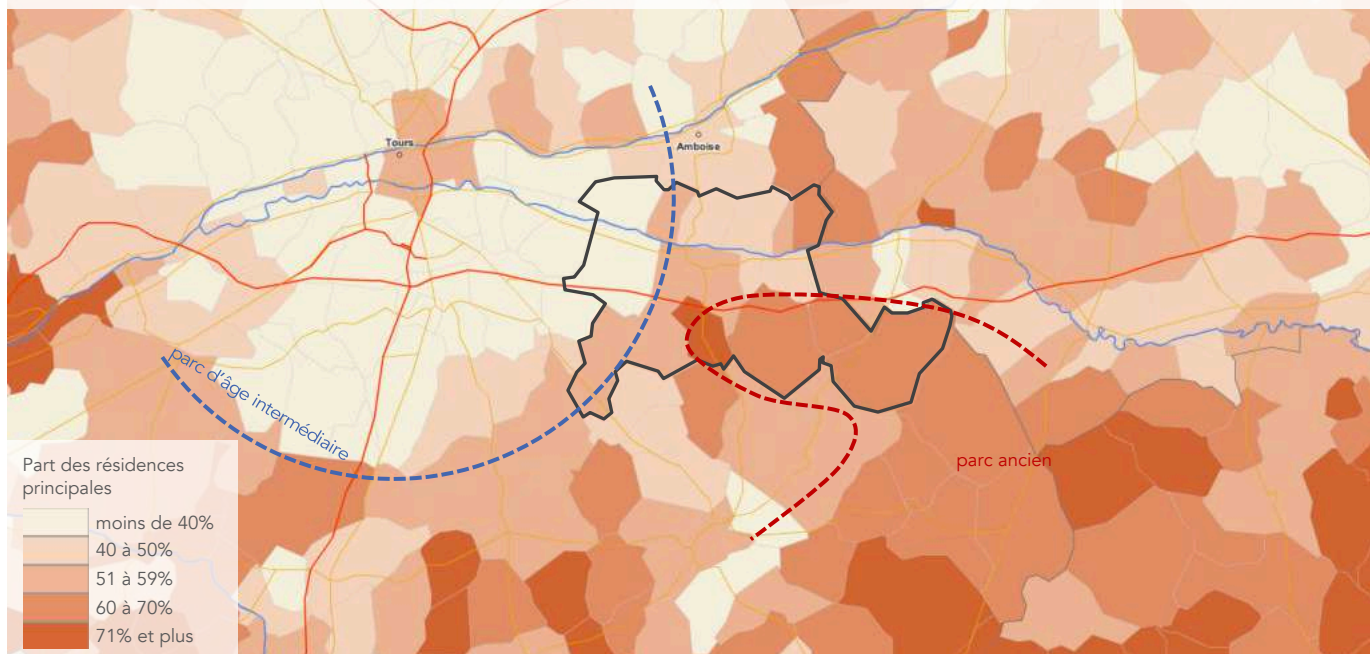 Tours
Amboise
parc d'âge intermédiaire
parc ancien
Part des résidences
principales
moins de 40%
40 à 50%
51 à 59%
60 à 70%
71% et plus